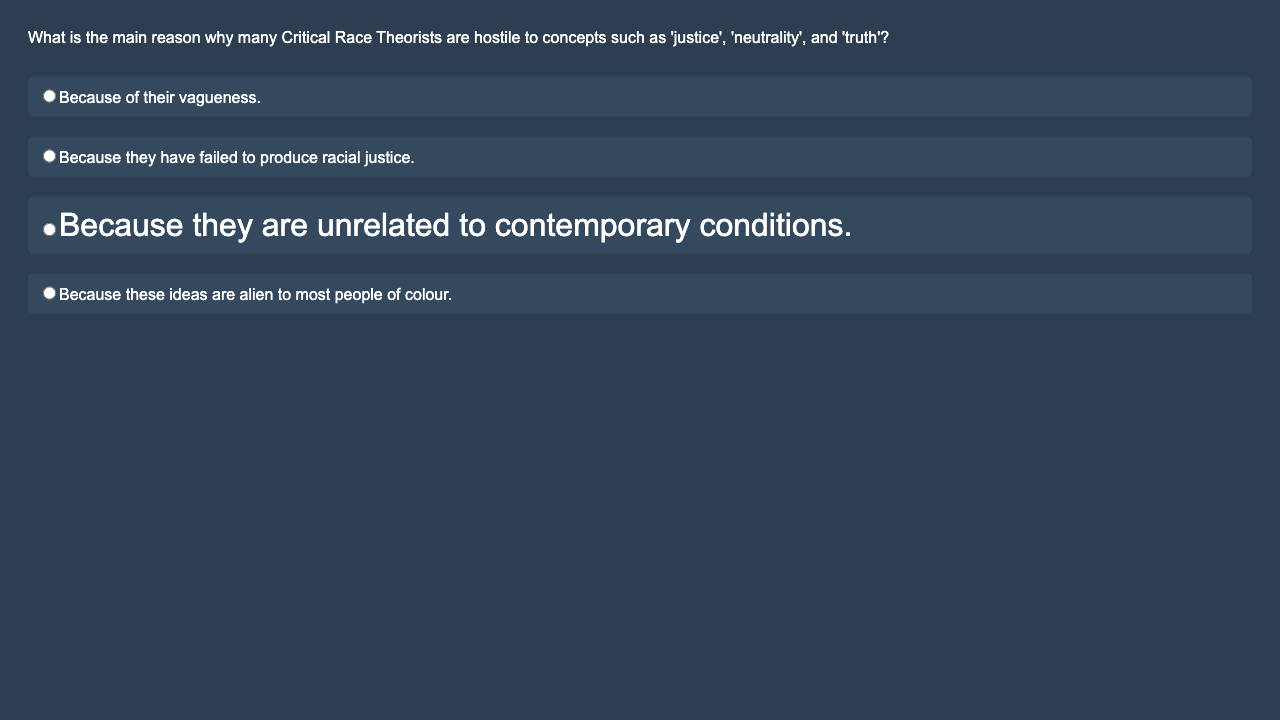 What is the main reason why many Critical Race Theorists are hostile to concepts such as 'justice', 'neutrality', and 'truth'?
Because of their vagueness.
Because they have failed to produce racial justice.
Because they are unrelated to contemporary conditions.
Because these ideas are alien to most people of colour.